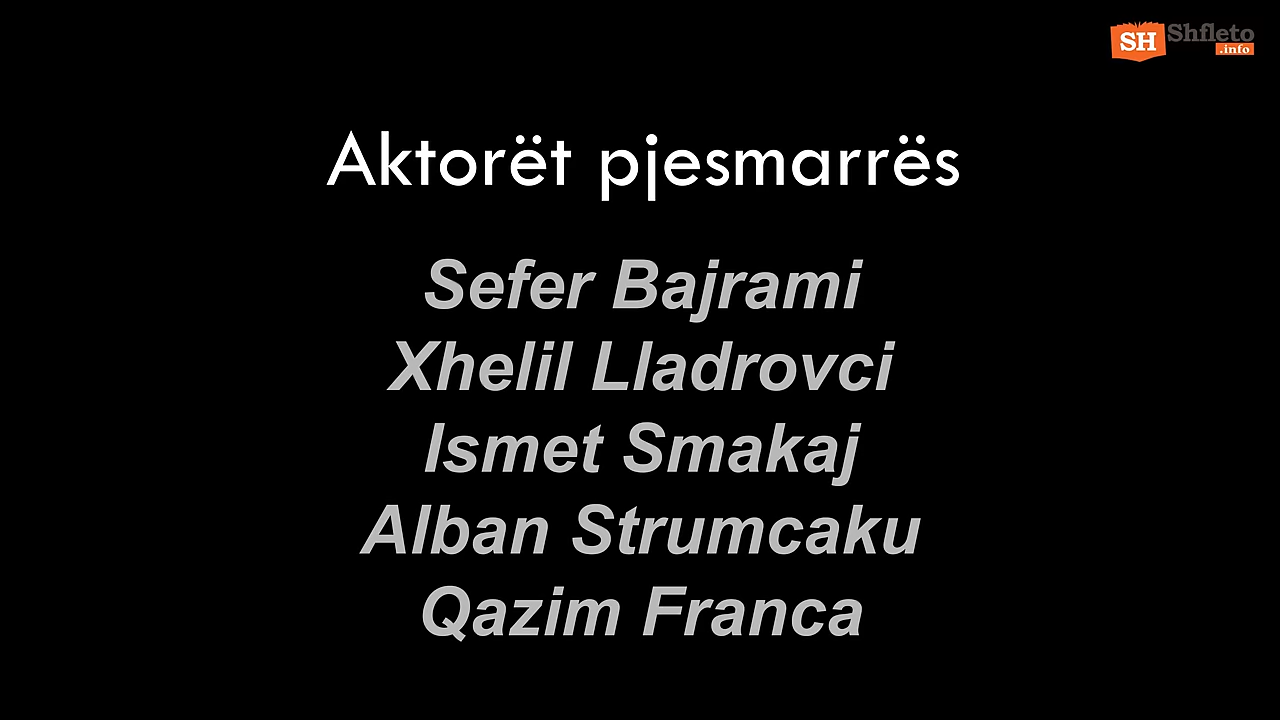 SH Shfleto
.info
Aktorët pjesmarrës
Sefer Bajrami
Xhelil Lladrovci
Ismet Smakaj
Alban Strumcaku
Qazim Franca